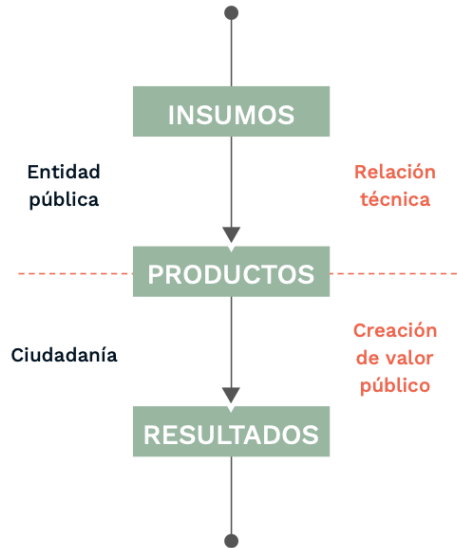 INSUMOS
Entidad
pública
Relación
técnica
PRODUCTOS
Ciudadanía
Creación
de valor
público
RESULTADOS